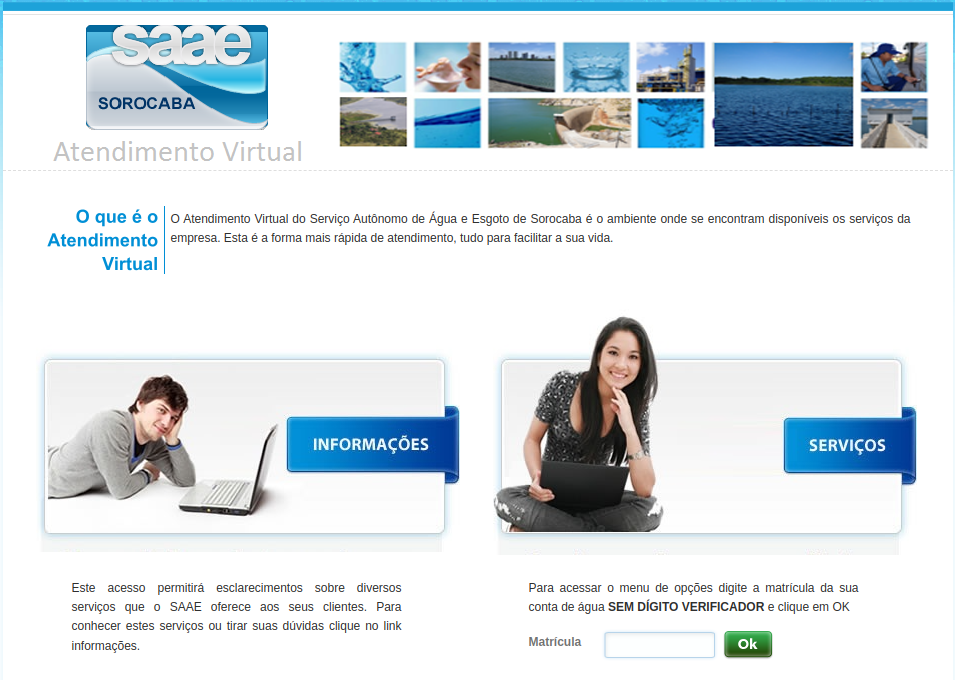 saae
SOROCABA
Atendimento Virtual
O que é o
Atendimento
Virtual
O Atendimento Virtual do Serviço Autônomo de Água e Esgoto de Sorocaba é o ambiente onde se encontram disponíveis os serviços da
empresa. Esta é a forma mais rápida de atendimento, tudo para facilitar a sua vida.
INFORMAÇÕES
SERVIÇOS
Este acesso permitirá esclarecimentos sobre diversos
serviços que o SAAE oferece aos seus clientes. Para
conhecer estes serviços ou tirar suas dúvidas clique no link
informações.
Para acessar o menu de opções digite a matrícula da sua
conta de água SEM DÍGITO VERIFICADOR e clique em OK
Matrícula
Ok